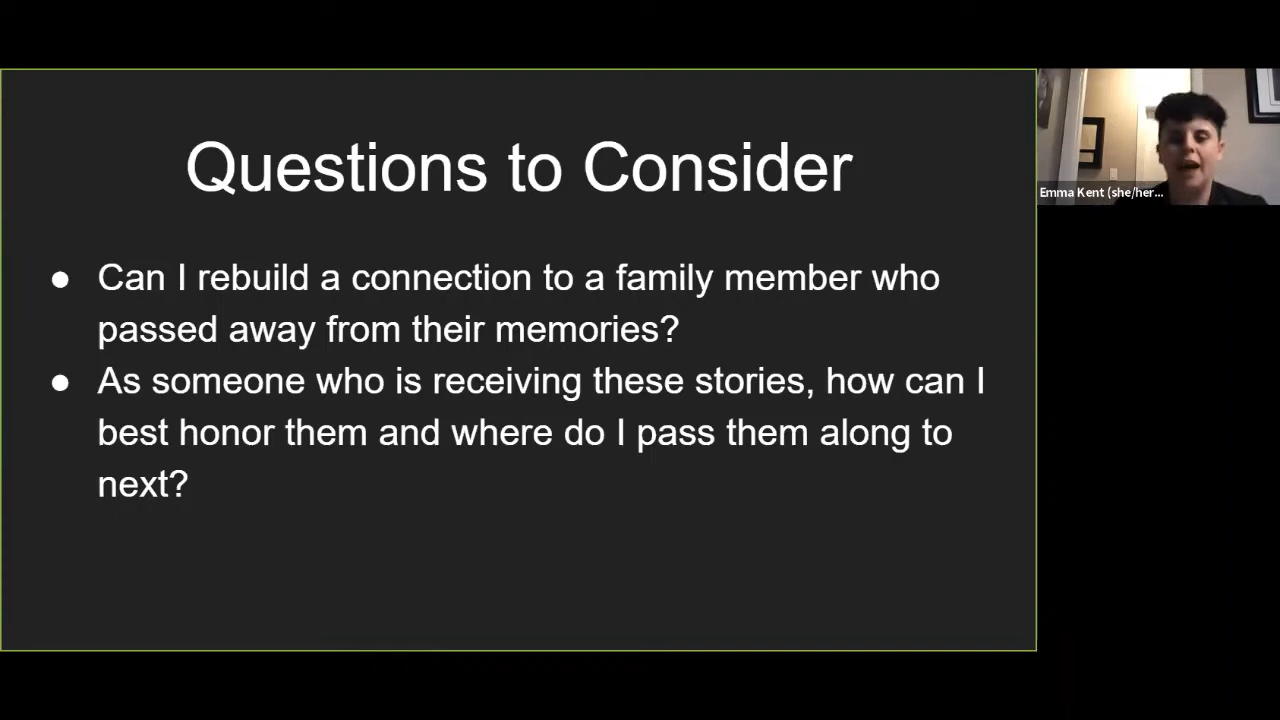 Questions to Consider
● Can I rebuild a connection to a family member who
passed away from their memories?
● As someone who is receiving these stories, how can I
best honor them and where do I pass them along to
next?
Emma Kent (she/her...